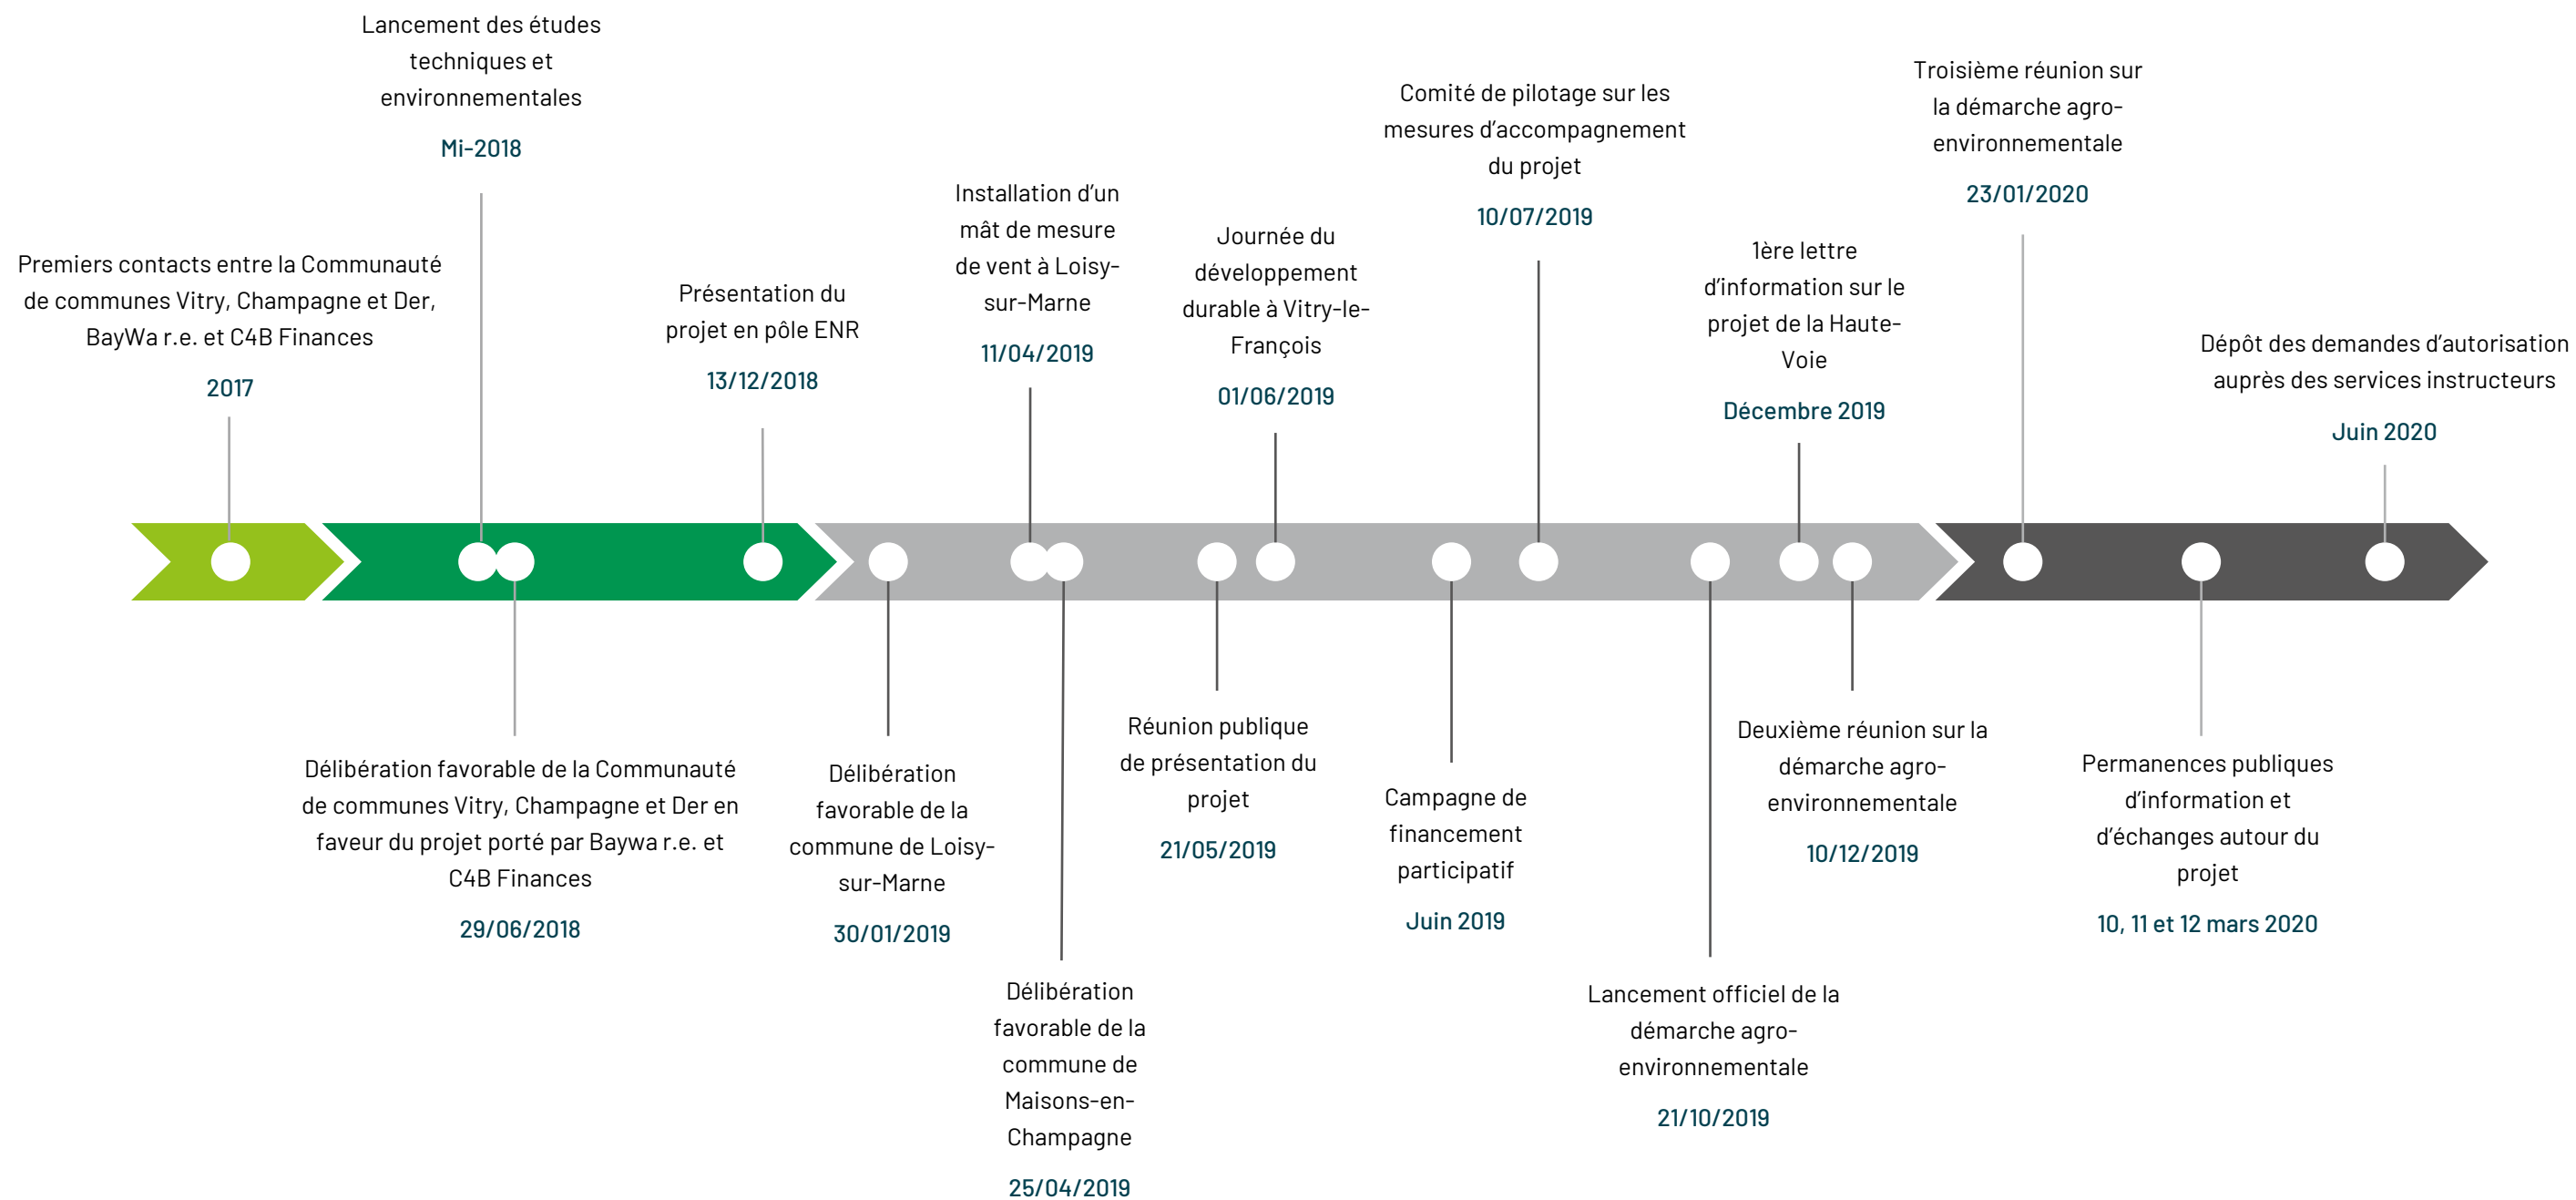 Lancement des études
techniques et
environnementales
Mi-2018
Premiers contacts entre la Communauté
de communes Vitry, Champagne et Der,
BayWa r.e. et C4B Finances
2017
Présentation du
projet en pôle ENR
13/12/2018
Installation d’un
mât de mesure
de vent à Loisy-
sur-Marne
11/04/2019
Journée du
développement
durable à Vitry-le-
François
01/06/2019
Comité de pilotage sur les
mesures d’accompagnement
du projet
10/07/2019
1ère lettre
d’information sur le
projet de la Haute-
Voie
Décembre 2019
Troisième réunion sur
la démarche agro-
environnementale
23/01/2020
Dépôt des demandes d’autorisation
auprès des services instructeurs
Juin 2020
Délibération favorable de la Communauté
de communes Vitry, Champagne et Der en
faveur du projet porté par Baywa r.e. et
C4B Finances
29/06/2018
Délibération
favorable de la
commune de Loisy-
sur-Marne
30/01/2019
Délibération
favorable de la
commune de
Maisons-en-
Champagne
25/04/2019
Réunion publique
de présentation du
projet
21/05/2019
Campagne de
financement
participatif
Juin 2019
Lancement officiel de la
démarche agro-
environnementale
21/10/2019
Deuxième réunion sur la
démarche agro-
environnementale
10/12/2019
Permanences publiques
d’information et
d’échanges autour du
projet
10, 11 et 12 mars 2020